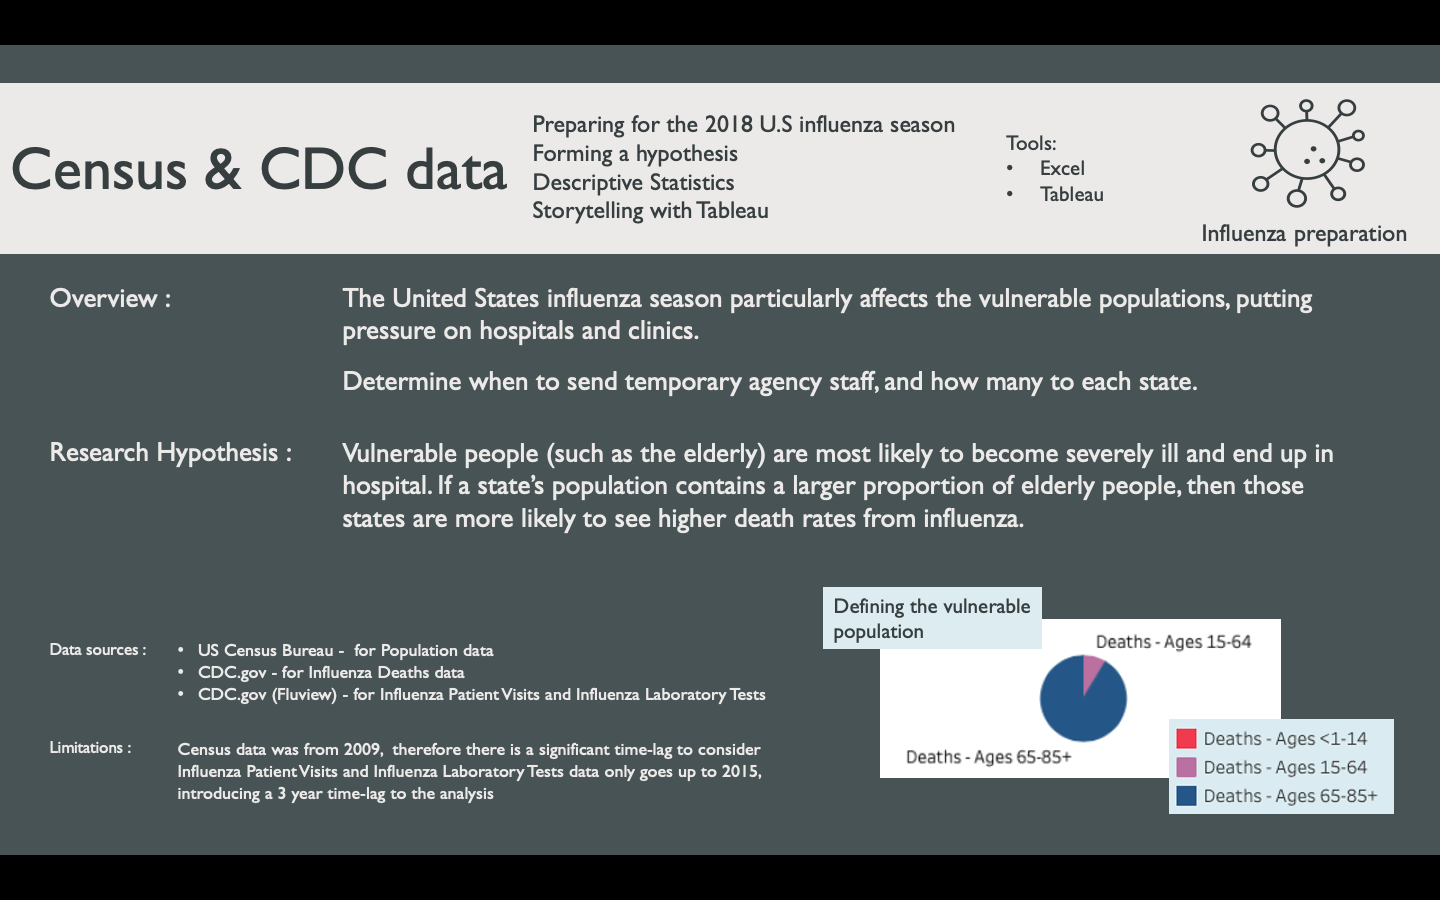 Census & CDC data
Preparing for the 2018 U.S influenza season
Forming a hypothesis
Descriptive Statistics
Storytelling with Tableau
Tools:
• Excel
• Tableau
Influenza preparation
Overview :
The United States influenza season particularly affects the vulnerable populations, putting
pressure on hospitals and clinics.
Determine when to send temporary agency staff, and how many to each state.
Research Hypothesis :
Vulnerable people (such as the elderly) are most likely to become severely ill and end up in
hospital. If a state’s population contains a larger proportion of elderly people, then those
states are more likely to see higher death rates from influenza.
Data sources :
• US Census Bureau - for Population data
• CDC.gov - for Influenza Deaths data
• CDC.gov (Fluview) - for Influenza Patient Visits and Influenza Laboratory Tests
Limitations :
Census data was from 2009, therefore there is a significant time-lag to consider
Influenza Patient Visits and Influenza Laboratory Tests data only goes up to 2015,
introducing a 3 year time-lag to the analysis
Defining the vulnerable
population
Deaths - Ages 15-64
Deaths - Ages 65-85+
Deaths - Ages <1-14
Deaths - Ages 15-64
Deaths - Ages 65-85+